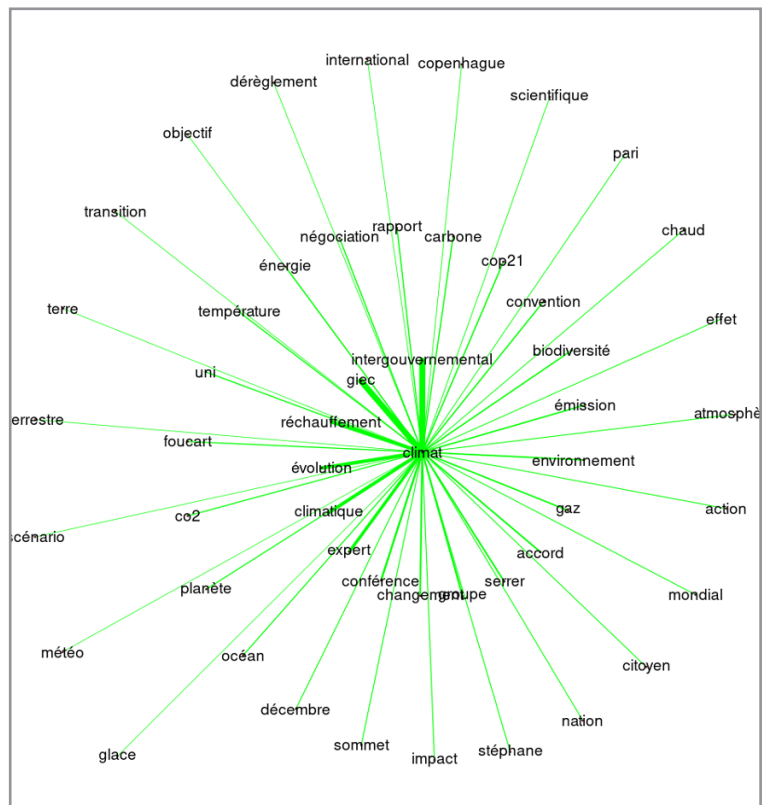 international
copenhague
dérèglement
scientifique
objectif
pari
transition
rapport
chaud
négociation
carbone
énergie
cop21
convention
terre
température
effet
biodiversité
intergouvernemental
uni
giec
émission
atmosphè
errestre
réchauffement
foucart
climat
environnement
évolution
action
climatique
gaz
co2
scénario
expert
accord
conférence
serrer
planète
changement
groupe
mondial
météo
océan
citoyen
décembre
nation
sommet
stéphane
glace
impact